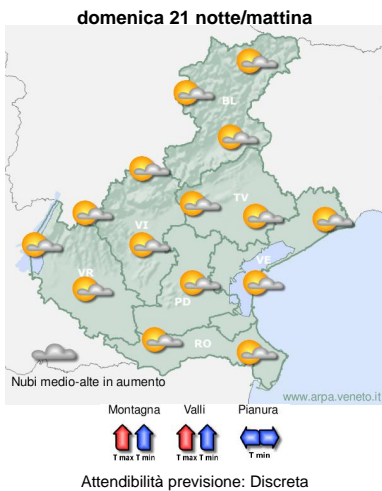 domenica 21 notte/mattina
BL
TV
VI
VE
VR
PD
RO
Nubi medio-alte in aumento
www.arpa.veneto.it
Montagna Valli Pianura
T max T min T max T min T min
Attendibilità previsione: Discreta